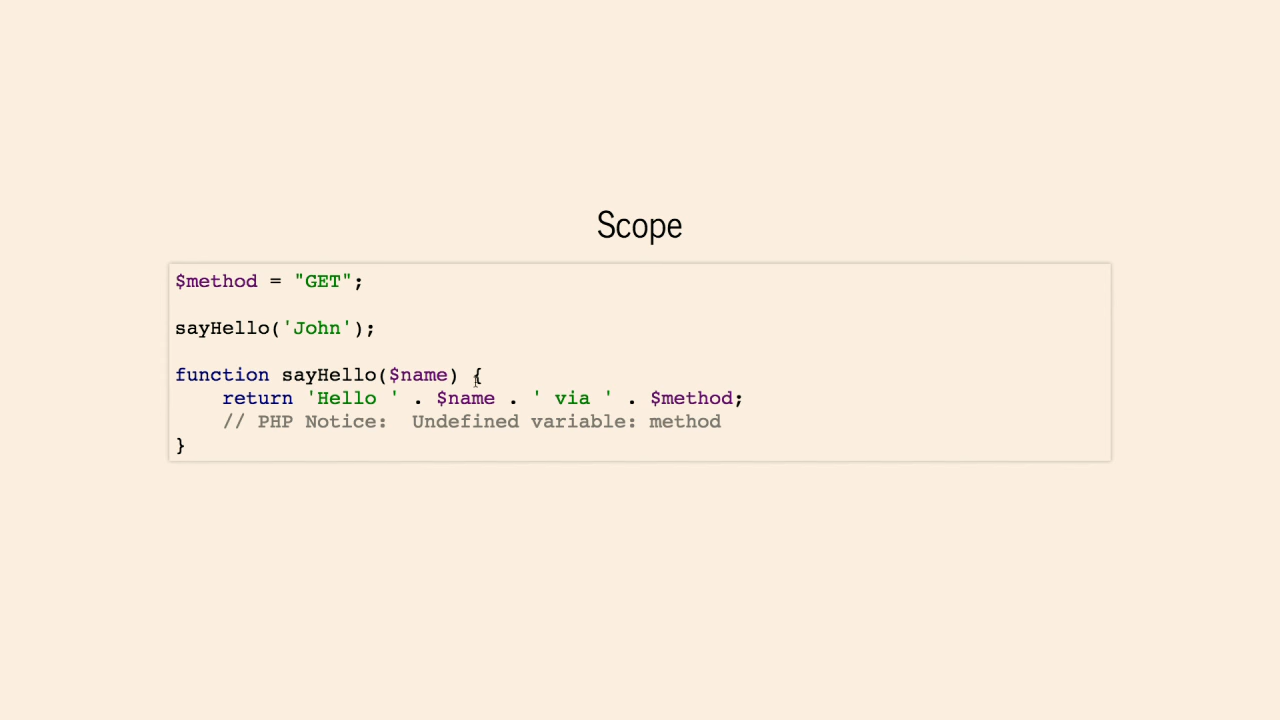 Scope
$method = "GET";
sayHello('John');
function sayHello($name) {
    return 'Hello ' . $name . ' via ' . $method;
    // PHP Notice:  Undefined variable: method
}